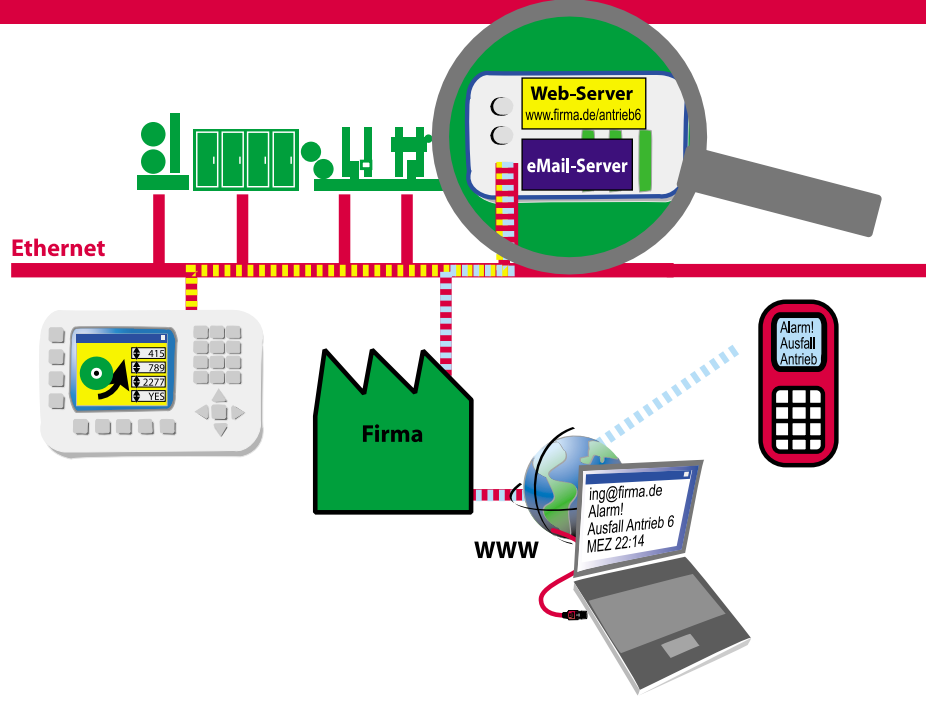 Web-Server
www.firma.de/antrieb6
eMail-Server
Ethernet
415
789
2277
YES
Alarm!
Ausfall
Antrieb
Firma
ing@firma.de
Alarm!
Ausfall Antrieb 6
MEZ 22:14
WWW